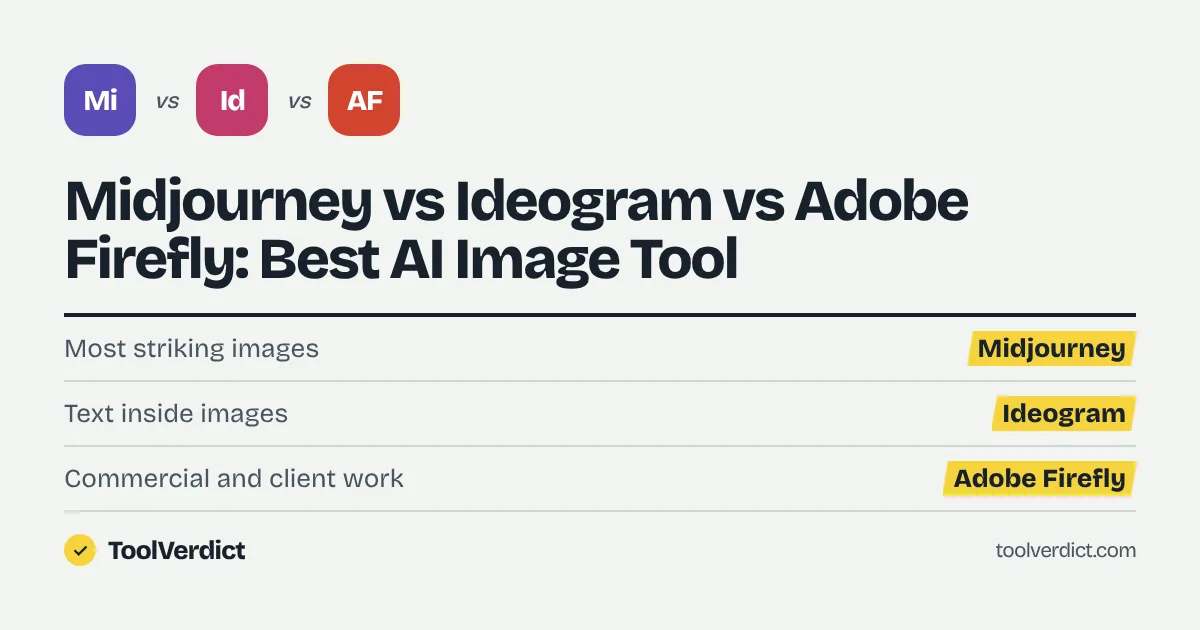 Mi vs Id vs AF
Midjourney vs Ideogram vs Adobe
Firefly: Best AI Image Tool
Most striking images Midjourney
Text inside images Ideogram
Commercial and client work Adobe Firefly
ToolVerdict toolverdict.com